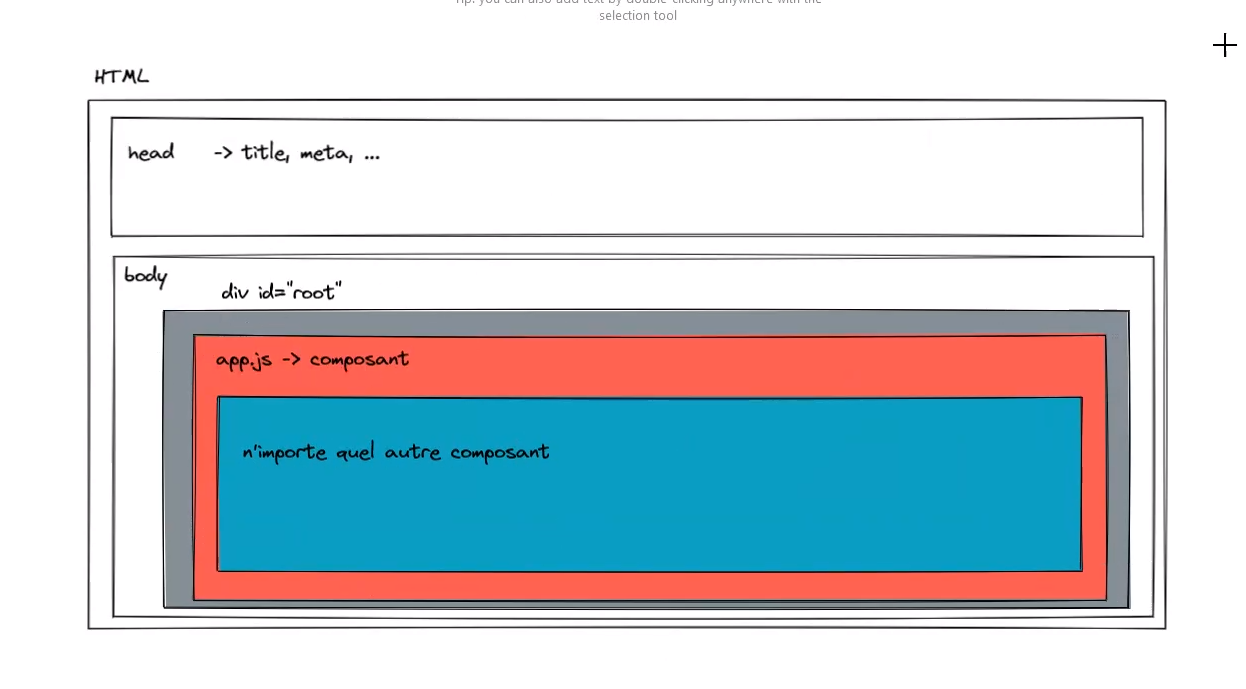 Tip: you can also add text by double-clicking anywhere with the
selection tool
HTML
head -> title, meta, ...
body
div id="root"
app.js -> composant
n'importe quel autre composant